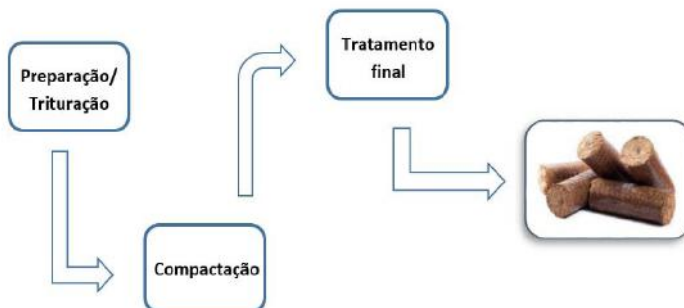 Preparação/
Trituração
Compactação
Tratamento
final